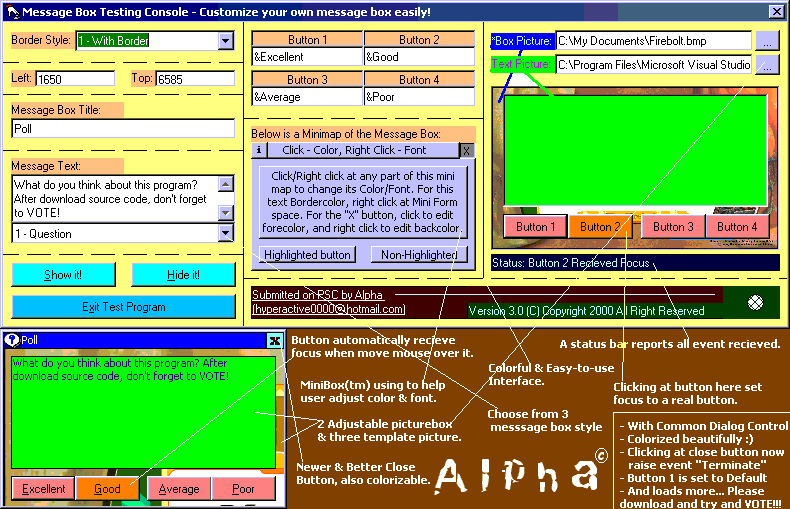 Message Box Testing Console - Customize your own message box easily!
Border Style:
1 - With Border
Left:
1650
Top:
6585
Message Box Title:
Poll
Message Text:
What do you think about this program?
After download source code, don't forget
to VOTE!
1 - Question
Show it!
Hide it!
Exit Test Program
Button 1
Button 2
&Excellent
&Good
Button 3
Button 4
&Average
&Poor
Below is a Minimap of the Message Box:
i
Click - Color, Right Click - Font
X
Click/Right click at any part of this mini
map to change its Color/Font. For this
text Bordercolor, right click at Mini Form
space. For the "X" button, click to edit
forecolor, and right click to edit backcolor.
Highlighted button
Non-Highlighted
*Box Picture:
C:\My Documents\Firebolt.bmp
...
Text Picture:
C:\Program Files\Microsoft Visual Studio
...
Button 1
Button 2
Button 3
Button 4
Status: Button 2 Recieved Focus
Submitted on PSC by Alpha
(hyperactive0000@hotmail.com)
Version 3.0 (C) Copyright 2000 All Right Reserved
Poll
X
What do you think about this program? After
download source code, don't forget to VOTE!
Excellent
Good
Average
Poor
Button automatically recieve
focus when move mouse over it.
MiniBox(tm) using to help
user adjust color & font.
2 Adjustable picturebox
& three template picture.
Newer & Better Close
Button, also colorizable.
Colorful & Easy-to-use
Interface.
Choose from 3
messsage box style
Alpha©
A status bar reports all event recieved.
Clicking at button here set
focus to a real button.
- With Common Dialog Control
- Colorized beautifully :)
- Clicking at close button now
raise event "Terminate"
- Button 1 is set to Default
- And loads more... Please
download and try and VOTE!!!